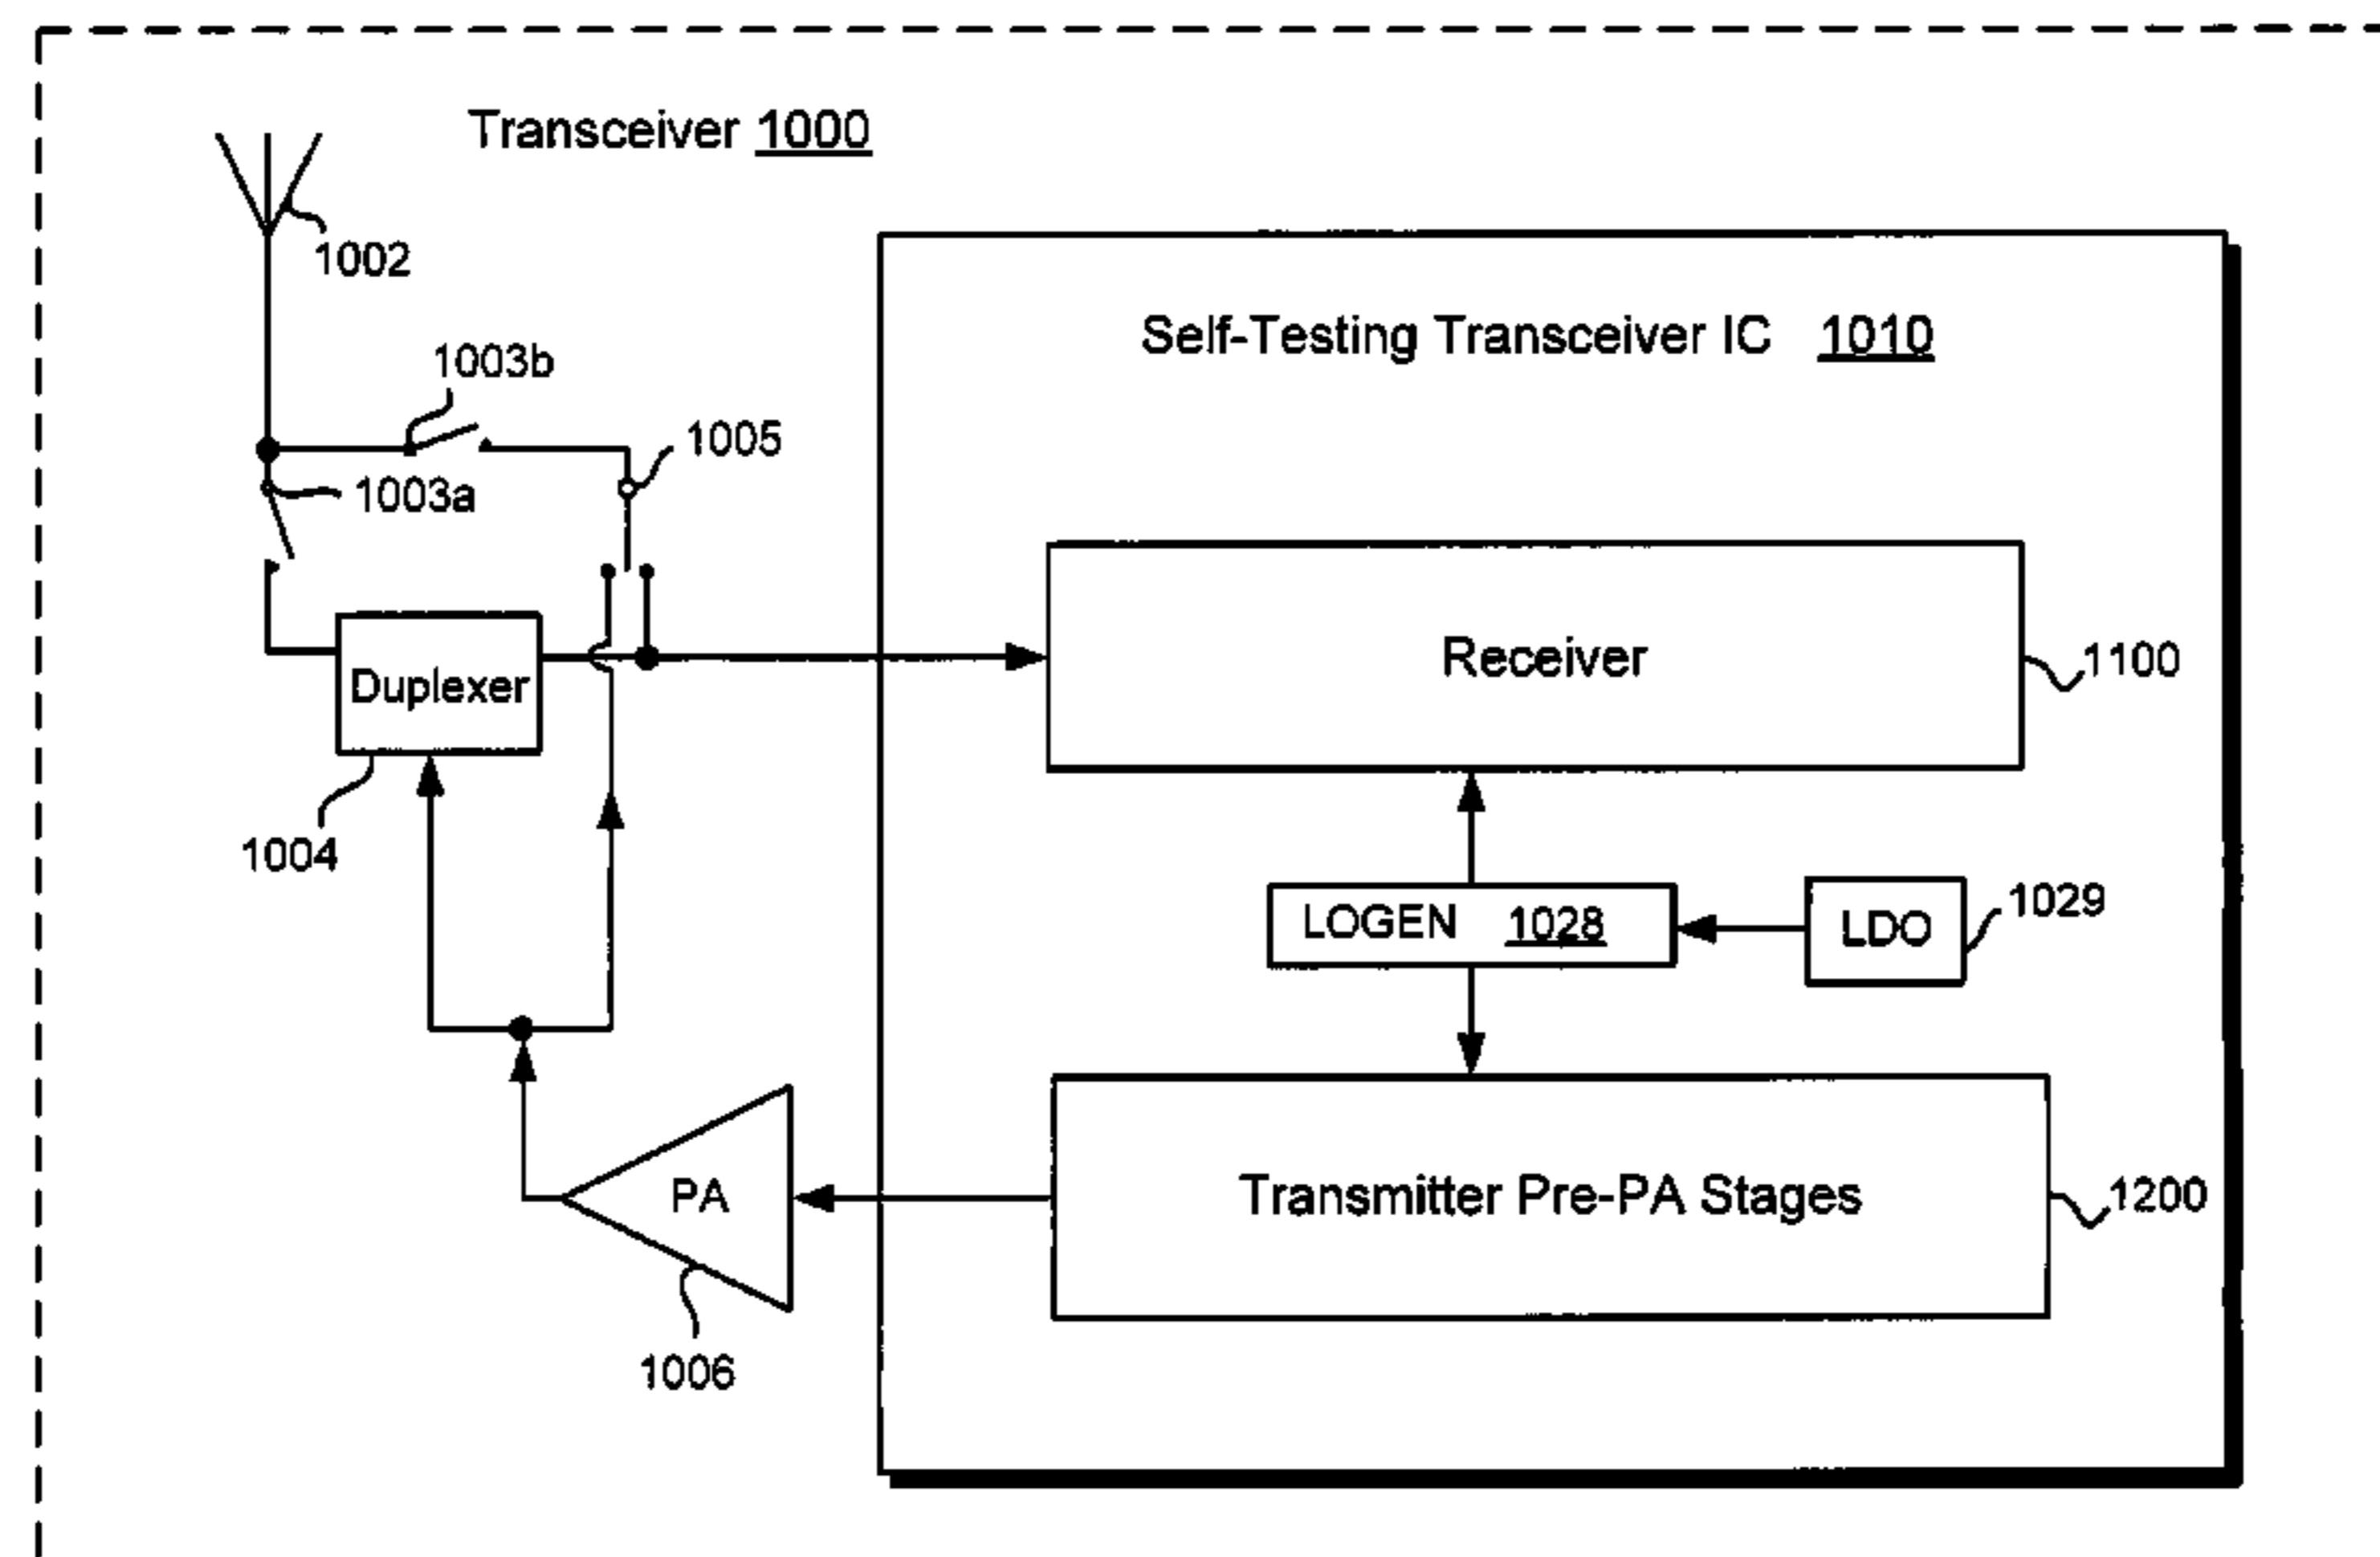 Transceiver 1000
1002
Self-Testing Transceiver IC 1010
1003b
1005
1003a
Receiver
1100
Duplexer
1004
LOGEN 1028
LDO
1029
PA
Transmitter Pre-PA Stages
1200
1006